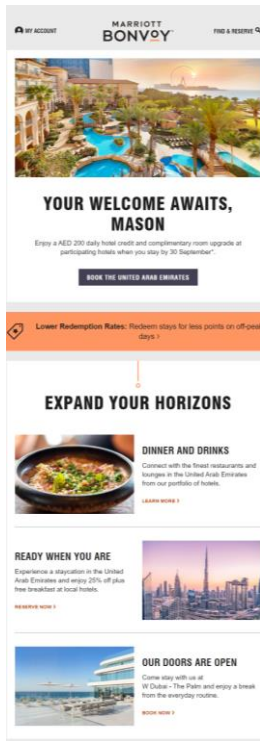 MY ACCOUNT
MARRIOTT
BONVOY™
FIND & RESERVE
YOUR WELCOME AWAITS,
MASON
Enjoy a AED 200 daily hotel credit and complimentary room upgrade at
participating hotels when you stay by 30 September*.
BOOK THE UNITED ARAB EMIRATES
Lower Redemption Rates: Redeem stays for less points on off-peak
days ›
EXPAND YOUR HORIZONS
DINNER AND DRINKS
Connect with the finest restaurants and
lounges in the United Arab Emirates
from our portfolio of hotels.
LEARN MORE ›
READY WHEN YOU ARE
Experience a staycation in the United
Arab Emirates and enjoy 25% off plus
free breakfast at local hotels.
RESERVE NOW ›
OUR DOORS ARE OPEN
Come stay with us at
W Dubai - The Palm and enjoy a break
from the everyday routine.
BOOK NOW ›